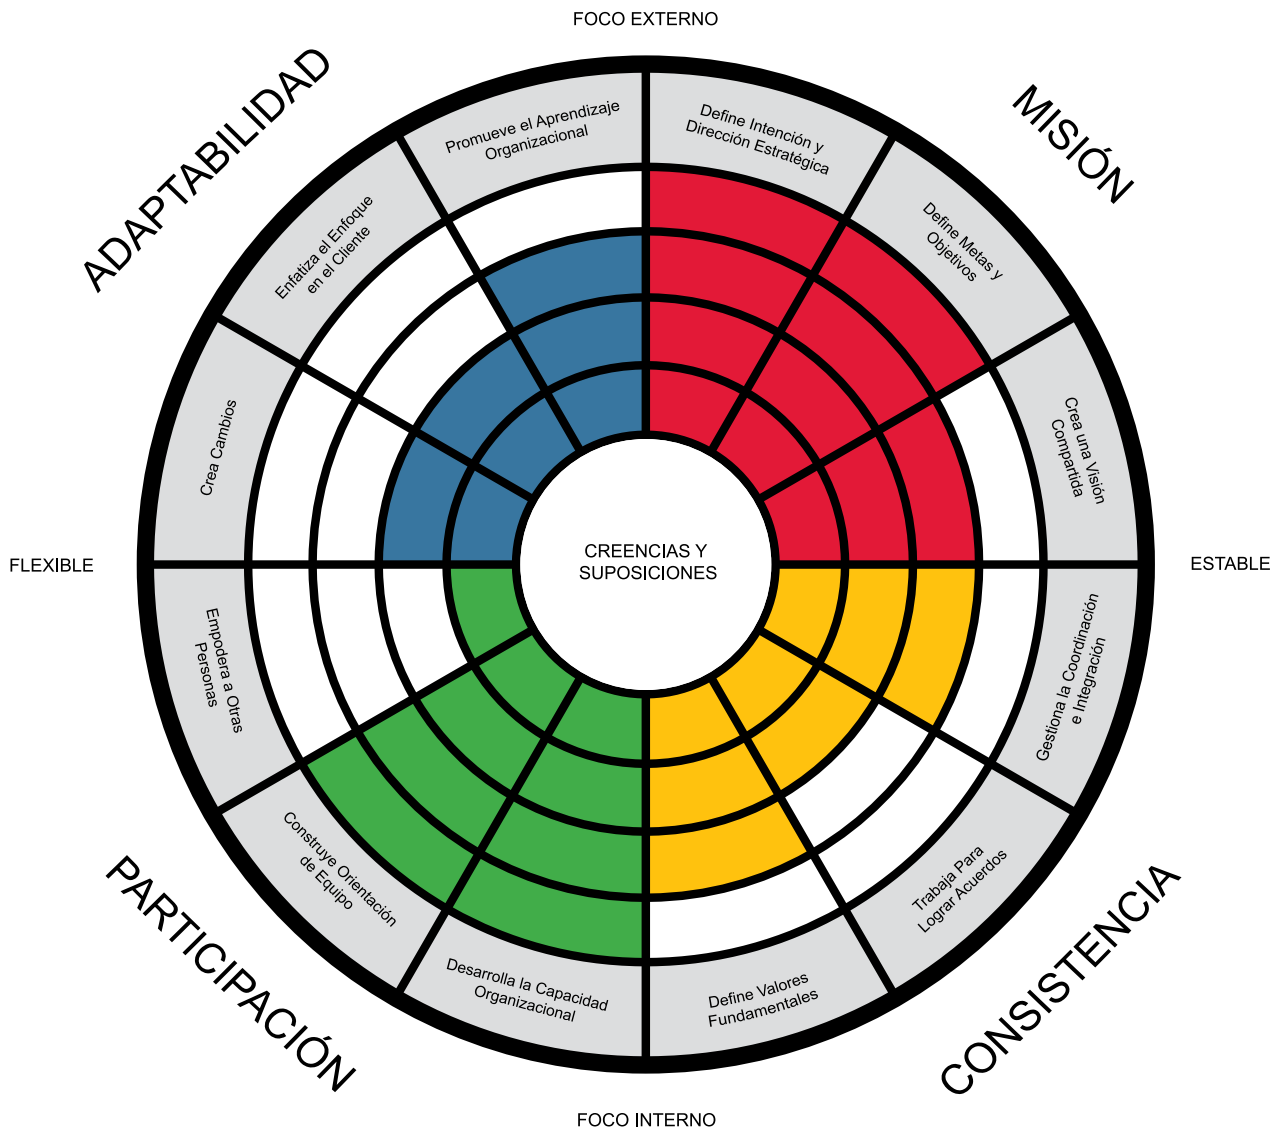 FOCO EXTERNO
ADAPTABILIDAD
MISIÓN
Promueve el Aprendizaje
Organizacional
Define Intención y
Dirección Estratégica
Enfatiza el Enfoque
en el Cliente
Define Metas y
Objetivos
Crea Cambios
Crea una Visión
Compartida
FLEXIBLE
CREENCIAS Y
SUPOSICIONES
ESTABLE
Empodera a Otras
Personas
Gestiona la Coordinación
e Integración
Construye Orientación
de Equipo
Trabaja Para
Lograr Acuerdos
Desarrolla la Capacidad
Organizacional
Define Valores
Fundamentales
PARTICIPACIÓN
CONSISTENCIA
FOCO INTERNO